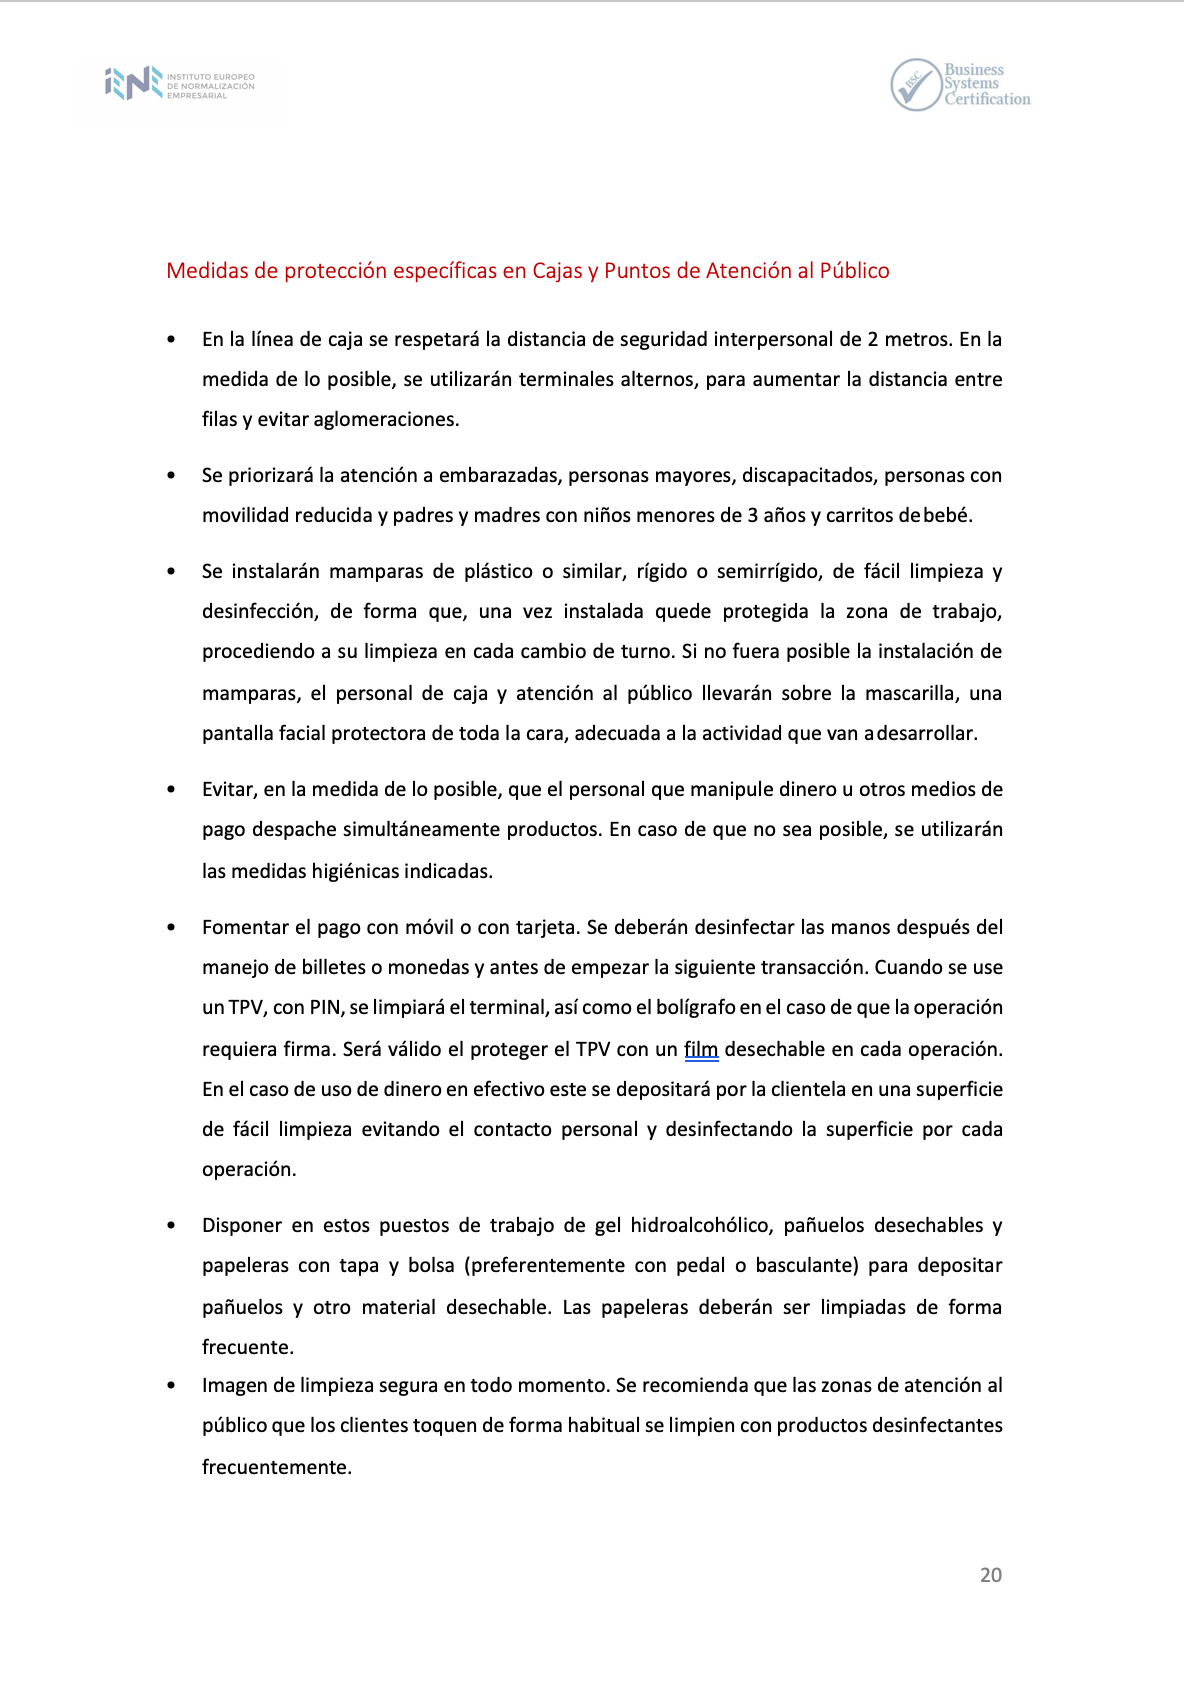 INSTITUTO EUROPEO
DE NORMALIZACIÓN
EMPRESARIAL
BSC
Business
Systems
Certification
Medidas de protección específicas en Cajas y Puntos de Atención al Público
• En la línea de caja se respetará la distancia de seguridad interpersonal de 2 metros. En la
medida de lo posible, se utilizarán terminales alternos, para aumentar la distancia entre
filas y evitar aglomeraciones.
• Se priorizará la atención a embarazadas, personas mayores, discapacitados, personas con
movilidad reducida y padres y madres con niños menores de 3 años y carritos de bebé.
• Se instalarán mamparas de plástico o similar, rígido o semirrígido, de fácil limpieza y
desinfección, de forma que, una vez instalada quede protegida la zona de trabajo,
procediendo a su limpieza en cada cambio de turno. Si no fuera posible la instalación de
mamparas, el personal de caja y atención al público llevarán sobre la mascarilla, una
pantalla facial protectora de toda la cara, adecuada a la actividad que van a desarrollar.
• Evitar, en la medida de lo posible, que el personal que manipule dinero u otros medios de
pago despache simultáneamente productos. En caso de que no sea posible, se utilizarán
las medidas higiénicas indicadas.
• Fomentar el pago con móvil o con tarjeta. Se deberán desinfectar las manos después del
manejo de billetes o monedas y antes de empezar la siguiente transacción. Cuando se use
un TPV, con PIN, se limpiará el terminal, así como el bolígrafo en el caso de que la operación
requiera firma. Será válido el proteger el TPV con un film desechable en cada operación.
En el caso de uso de dinero en efectivo este se depositará por la clientela en una superficie
de fácil limpieza evitando el contacto personal y desinfectando la superficie por cada
operación.
• Disponer en estos puestos de trabajo de gel hidroalcohólico, pañuelos desechables y
papeleras con tapa y bolsa (preferentemente con pedal o basculante) para depositar
pañuelos y otro material desechable. Las papeleras deberán ser limpiadas de forma
frecuente.
• Imagen de limpieza segura en todo momento. Se recomienda que las zonas de atención al
público que los clientes toquen de forma habitual se limpien con productos desinfectantes
frecuentemente.
20